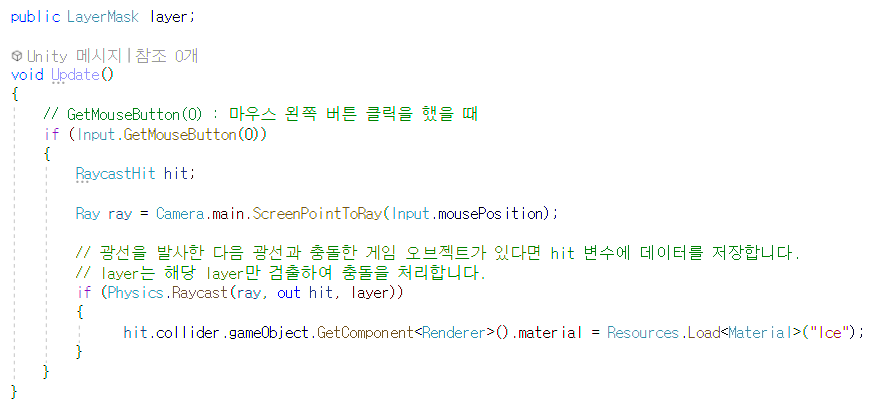 public LayerMask layer;
Unity 메시지 | 참조 0개
void Update()
{
// GetMouseButton(0) : 마우스 왼쪽 버튼 클릭을 했을 때
if (Input.GetMouseButton(0))
{
RaycastHit hit;
Ray ray = Camera.main.ScreenPointToRay(Input.mousePosition);
// 광선을 발사한 다음 광선과 충돌한 게임 오브젝트가 있다면 hit 변수에 데이터를 저장합니다.
// layer는 해당 layer만 검출하여 충돌을 처리합니다.
if (Physics.Raycast(ray, out hit, layer))
{
hit.collider.gameObject.GetComponent<Renderer>().material = Resources.Load<Material>("Ice");
}
}
}